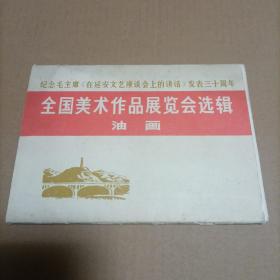 纪念毛主席《在延安文艺座谈会上的讲话》发表三十周年
全国美术作品展览会选辑
油画